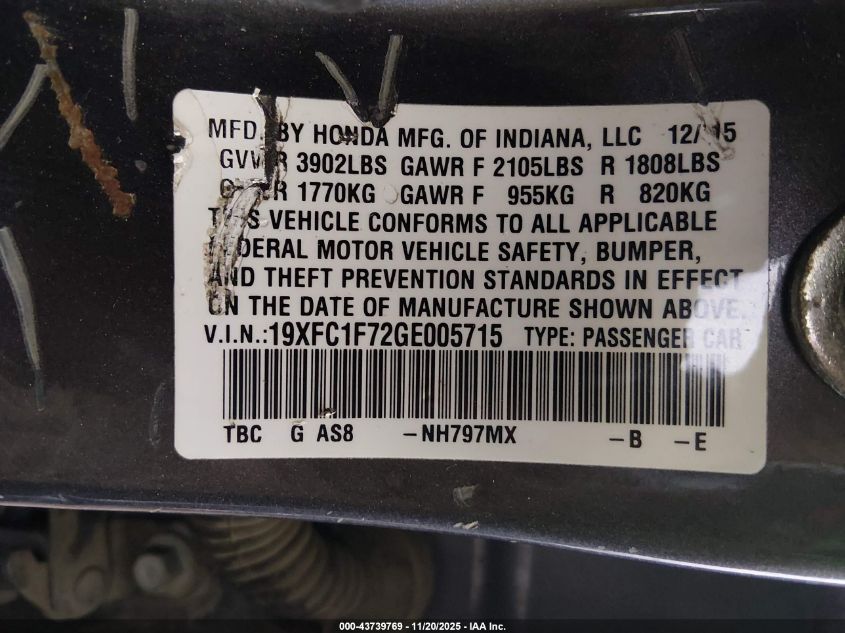 MFD. BY HONDA MFG. OF INDIANA, LLC 12/15
GVWR 3902LBS GAWR F 2105LBS R 1808LBS
1770KG GAWR F 955KG R 820KG
THIS VEHICLE CONFORMS TO ALL APPLICABLE
FEDERAL MOTOR VEHICLE SAFETY, BUMPER,
AND THEFT PREVENTION STANDARDS IN EFFECT
ON THE DATE OF MANUFACTURE SHOWN ABOVE.
V.I.N.:19XFC1F72GE005715 TYPE: PASSENGER CAR
TBC G AS8 -NH797MX -B -E
000-43739769 — 11/20/2025 — IAA Inc.